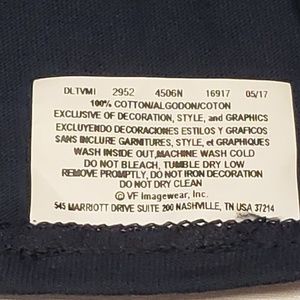 DLTVMI 2952 4506N 16917 05/17
100% COTTON/ALGODON/COTON
EXCLUSIVE OF DECORATION, STYLE, and GRAPHICS
EXCLUYENDO DECORACIONES ESTILOS Y GRAFICOS
SANS INCLURE GARNITURES, STYLE, et GRAPHIQUES
WASH INSIDE OUT, MACHINE WASH COLD
DO NOT BLEACH, TUMBLE DRY LOW
REMOVE PROMPTLY, DO NOT IRON DECORATION
DO NOT DRY CLEAN
© VF Imagewear, Inc.
545 MARRIOTT DRIVE SUITE 200 NASHVILLE, TN USA 37214